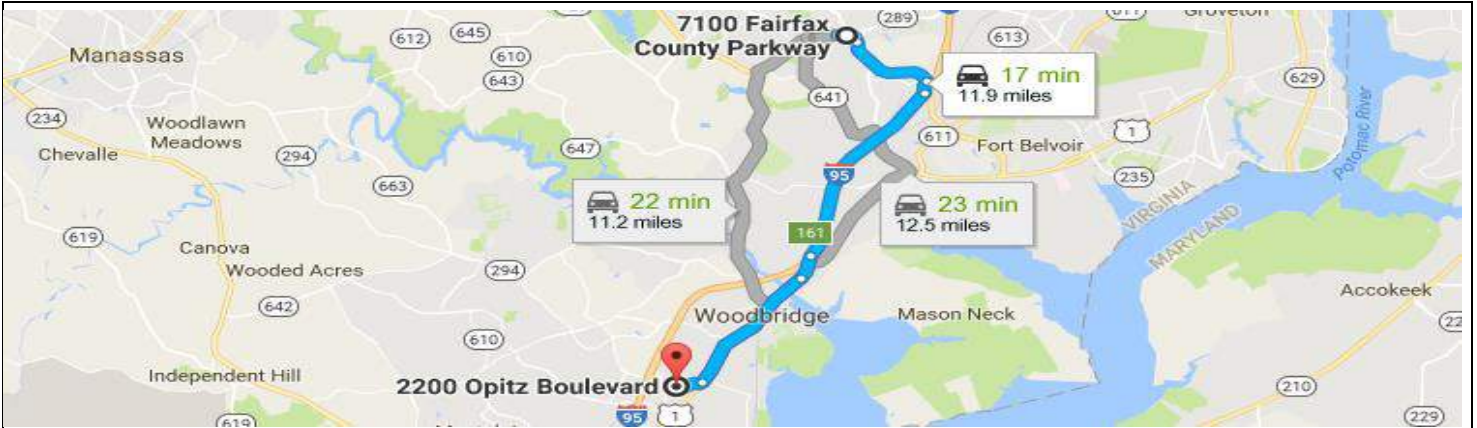 7100 Fairfax
County Parkway
289
611
Groveton
612
645
613
Manassas
610
17 min
11.9 miles
643
629
641
234
Woodlawn
Meadows
611
1
Chevalle
294
647
Fort Belvoir
Potomac River
95
235
663
22 min
11.2 miles
23 min
12.5 miles
VIRGINIA
MARYLAND
161
619
Canova
Wooded Acres
294
Accokeek
642
Woodbridge
Mason Neck
22
610
Independent Hill
2200 Opitz Boulevard
210
95
1
619
229